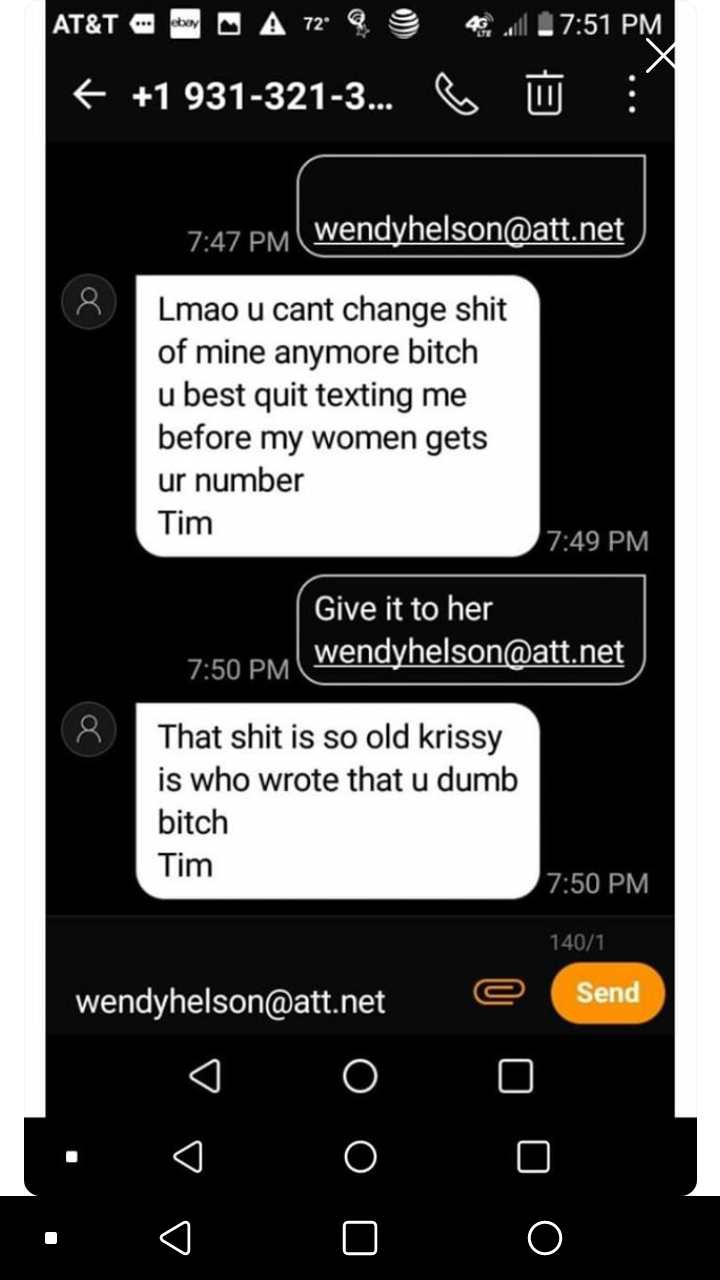 AT&T ebay 72° 4G LTE 7:51 PM
+1 931-321-3...
wendyhelson@att.net
7:47 PM
Lmao u cant change shit
of mine anymore bitch
u best quit texting me
before my women gets
ur number
Tim
7:49 PM
Give it to her
wendyhelson@att.net
7:50 PM
That shit is so old krissy
is who wrote that u dumb
bitch
Tim
7:50 PM
140/1
wendyhelson@att.net
Send